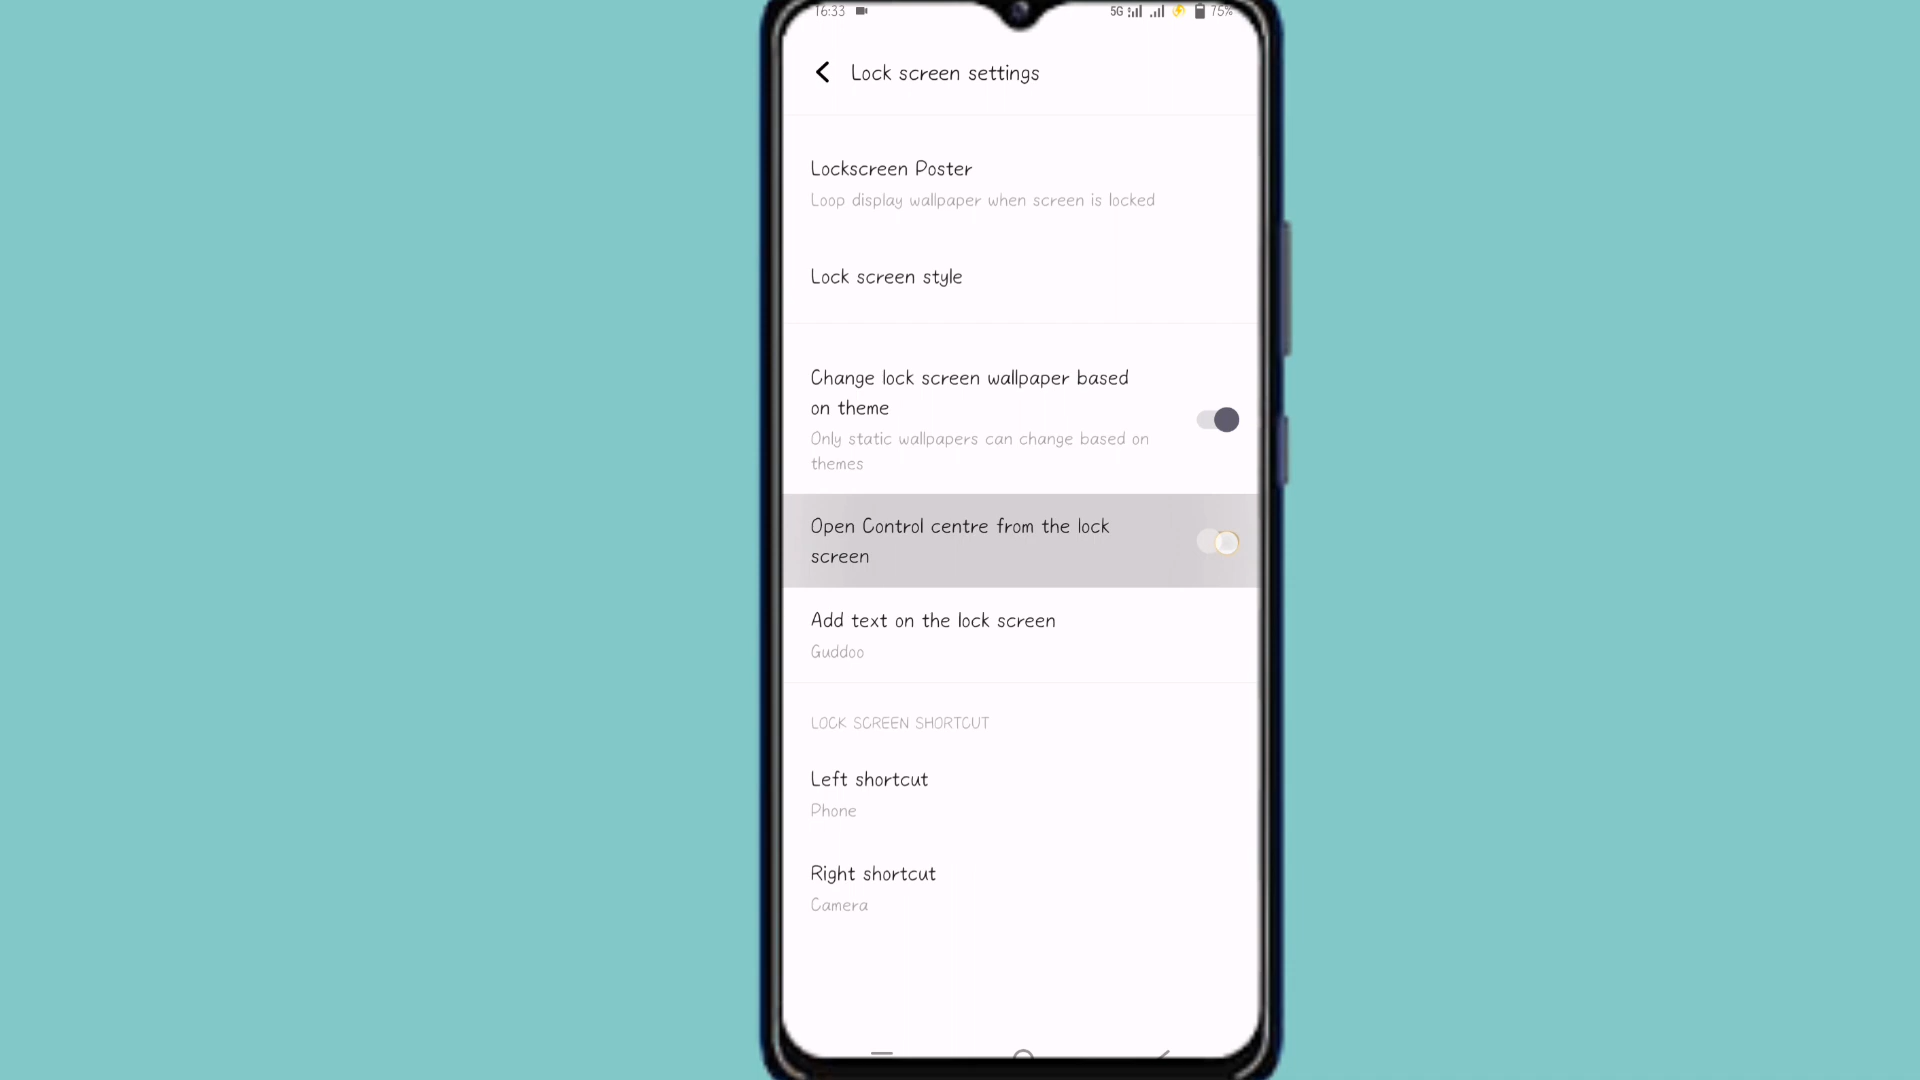 16:33 5G 75%
Lock screen settings
Lockscreen Poster
Loop display wallpaper when screen is locked
Lock screen style
Change lock screen wallpaper based
on theme
Only static wallpapers can change based on
themes
Open Control centre from the lock
screen
Add text on the lock screen
Guddoo
LOCK SCREEN SHORTCUT
Left shortcut
Phone
Right shortcut
Camera